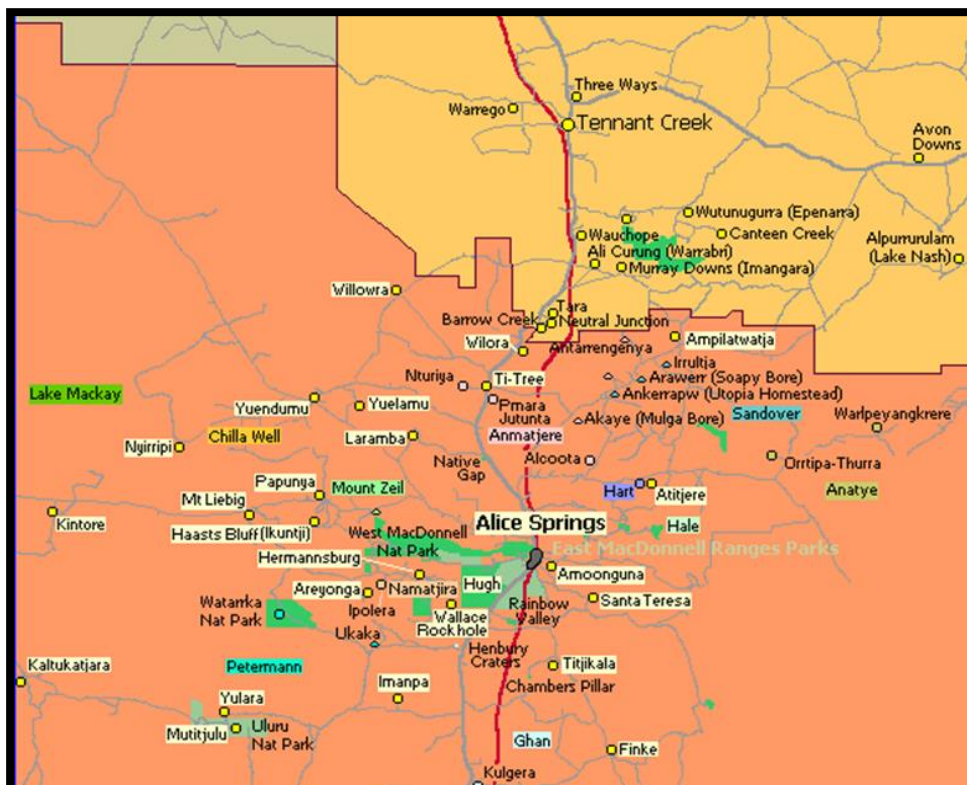 Three Ways
Warrego
Tennant Creek
Avon
Downs
Wutunugurra (Epenarra)
Wauchope
Canteen Creek
Ali Curung (Warrabri)
Alpurrurulam
(Lake Nash)
Murray Downs (Imangara)
Willowra
Tara
Barrow Creek
Neutral Junction
Wilora
Antarrengenya
Ampilatwatja
Irrultja
Nturiya
Ti-Tree
Arawerr (Soapy Bore)
Lake Mackay
Ankerrapw (Utopia Homestead)
Yuendumu
Yuelamu
Pmara
Jutunta
Akaye (Mulga Bore)
Sandover
Warlpeyangkrere
Nyirripi
Chilla Well
Laramba
Anmatjere
Native
Gap
Alcoota
Orrtipa-Thurra
Papunya
Mount Zeil
Hart
Atitjere
Anatye
Mt Liebig
Kintore
Haasts Bluff (Ikuntji)
West MacDonnell
Nat Park
Alice Springs
Hale
East MacDonnell Ranges Parks
Hermannsburg
Amoonguna
Areyonga
Namatjira
Hugh
Ipolera
Watarrka
Nat Park
Wallace
Rockhole
Rainbow
Valley
Santa Teresa
Ukaka
Henbury
Craters
Kaltukatjara
Petermann
Titjikala
Imanpa
Chambers Pillar
Yulara
Mutitjulu
Uluru
Nat Park
Ghan
Finke
Kulgera